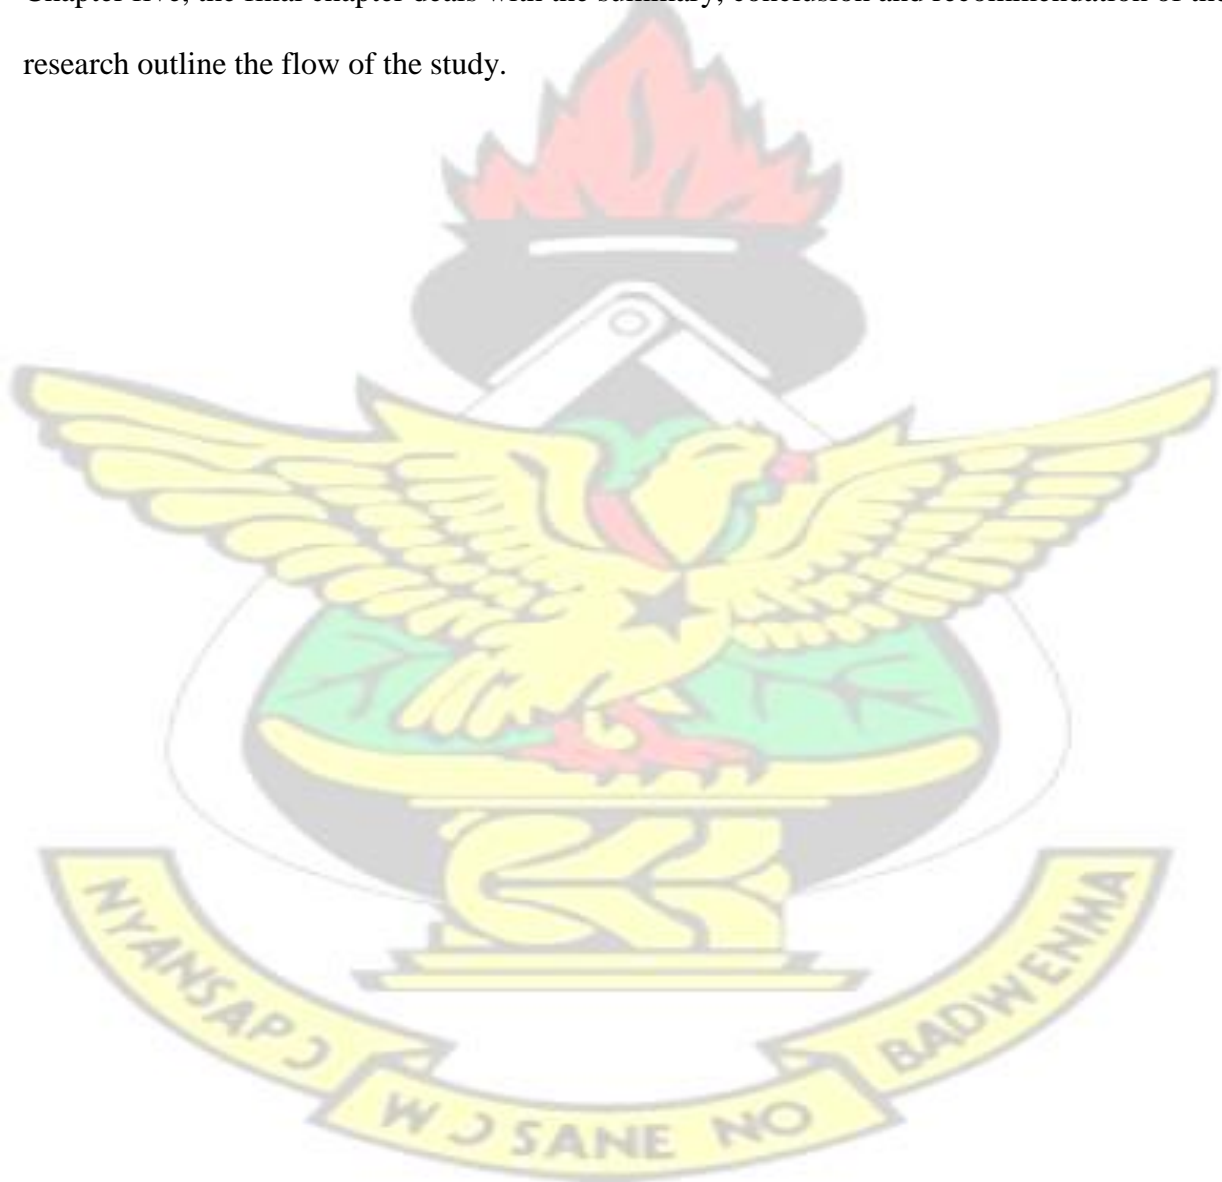 Chapter five, the final chapter deals with the summary, conclusion and recommendation of the
research outline the flow of the study.
NYANSAPƆ
WƆSANE NO
BADWENMA